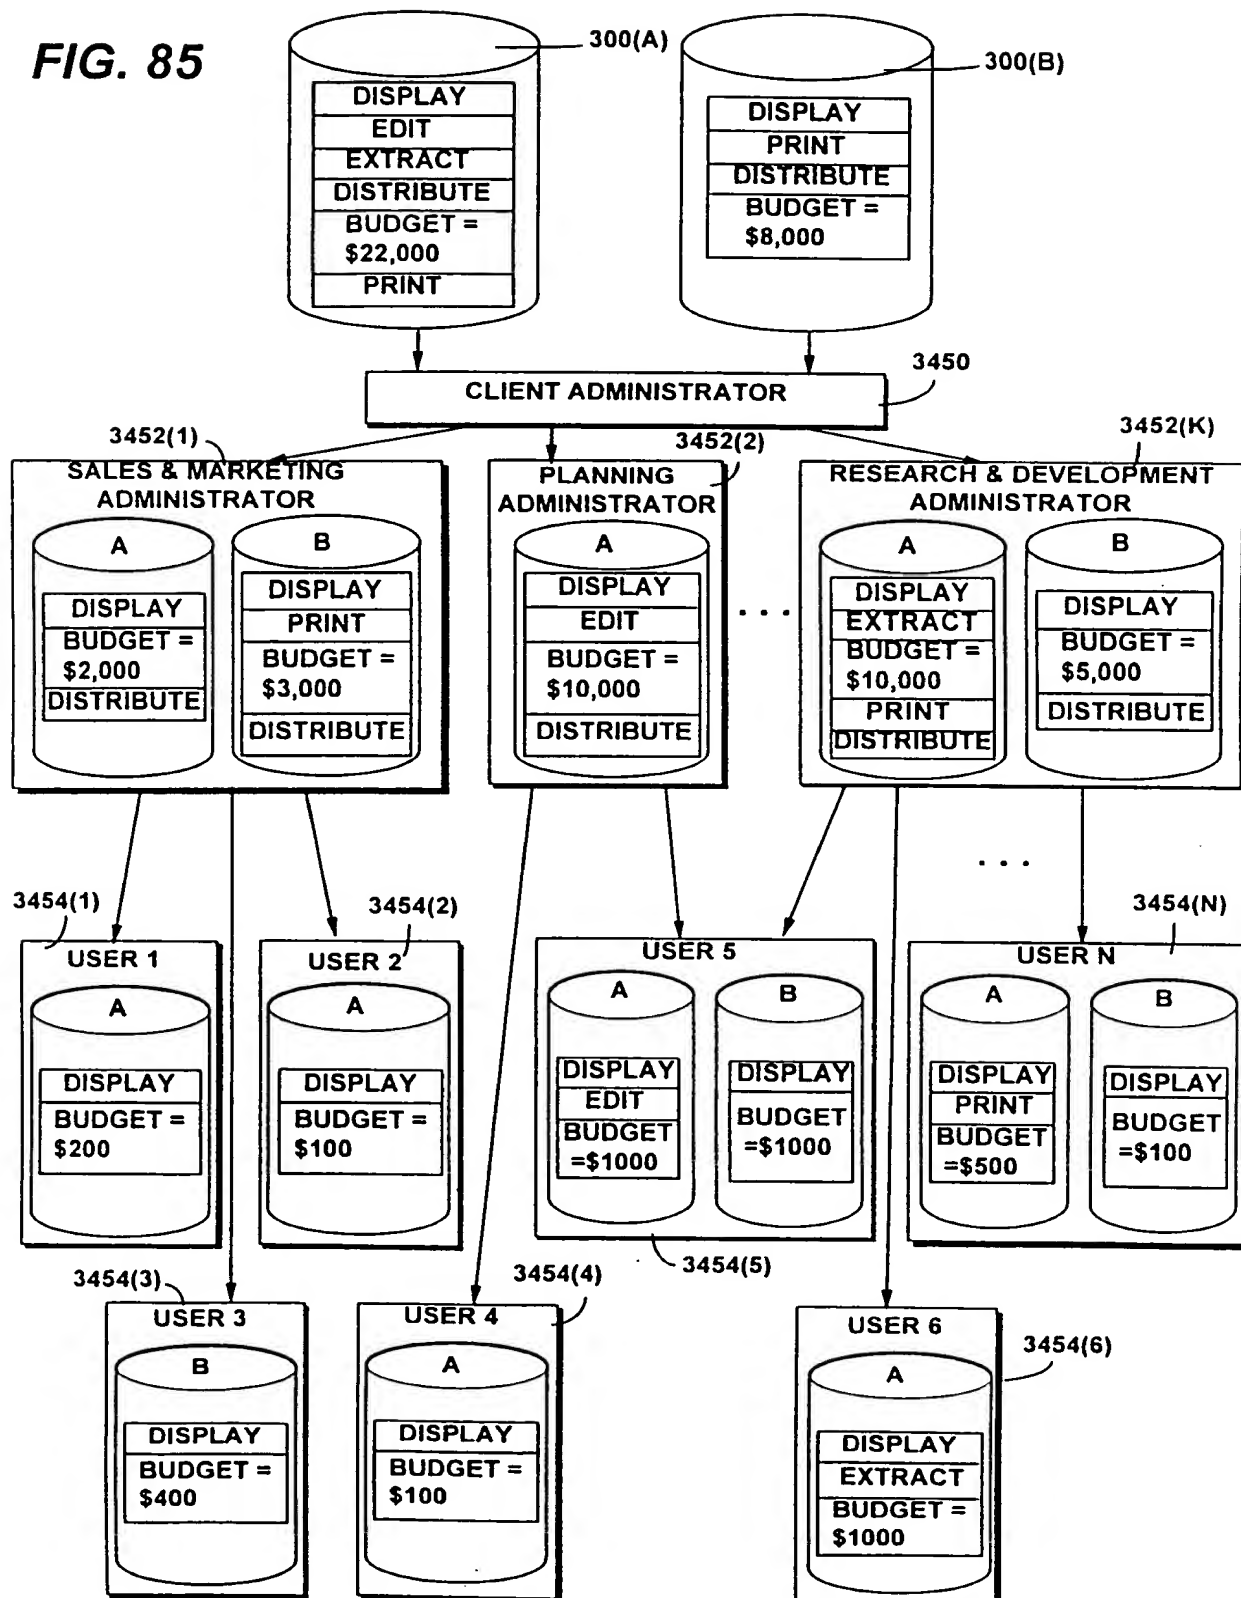 FIG. 85
300(A)
DISPLAY
EDIT
EXTRACT
DISTRIBUTE
BUDGET =
$22,000
PRINT
300(B)
DISPLAY
PRINT
DISTRIBUTE
BUDGET =
$8,000
CLIENT ADMINISTRATOR
3450
3452(1)
SALES & MARKETING
ADMINISTRATOR
A
DISPLAY
BUDGET =
$2,000
DISTRIBUTE
B
DISPLAY
PRINT
BUDGET =
$3,000
DISTRIBUTE
3452(2)
PLANNING
ADMINISTRATOR
A
DISPLAY
EDIT
BUDGET =
$10,000
DISTRIBUTE
. . .
3452(K)
RESEARCH & DEVELOPMENT
ADMINISTRATOR
A
DISPLAY
EXTRACT
BUDGET =
$10,000
PRINT
DISTRIBUTE
B
DISPLAY
BUDGET =
$5,000
DISTRIBUTE
. . .
3454(1)
USER 1
A
DISPLAY
BUDGET =
$200
3454(2)
USER 2
A
DISPLAY
BUDGET =
$100
USER 5
A
DISPLAY
EDIT
BUDGET
=$1000
B
DISPLAY
BUDGET
=$1000
3454(5)
3454(N)
USER N
A
DISPLAY
PRINT
BUDGET
=$500
B
DISPLAY
BUDGET
=$100
3454(3)
USER 3
B
DISPLAY
BUDGET =
$400
3454(4)
USER 4
A
DISPLAY
BUDGET =
$100
USER 6
3454(6)
A
DISPLAY
EXTRACT
BUDGET =
$1000